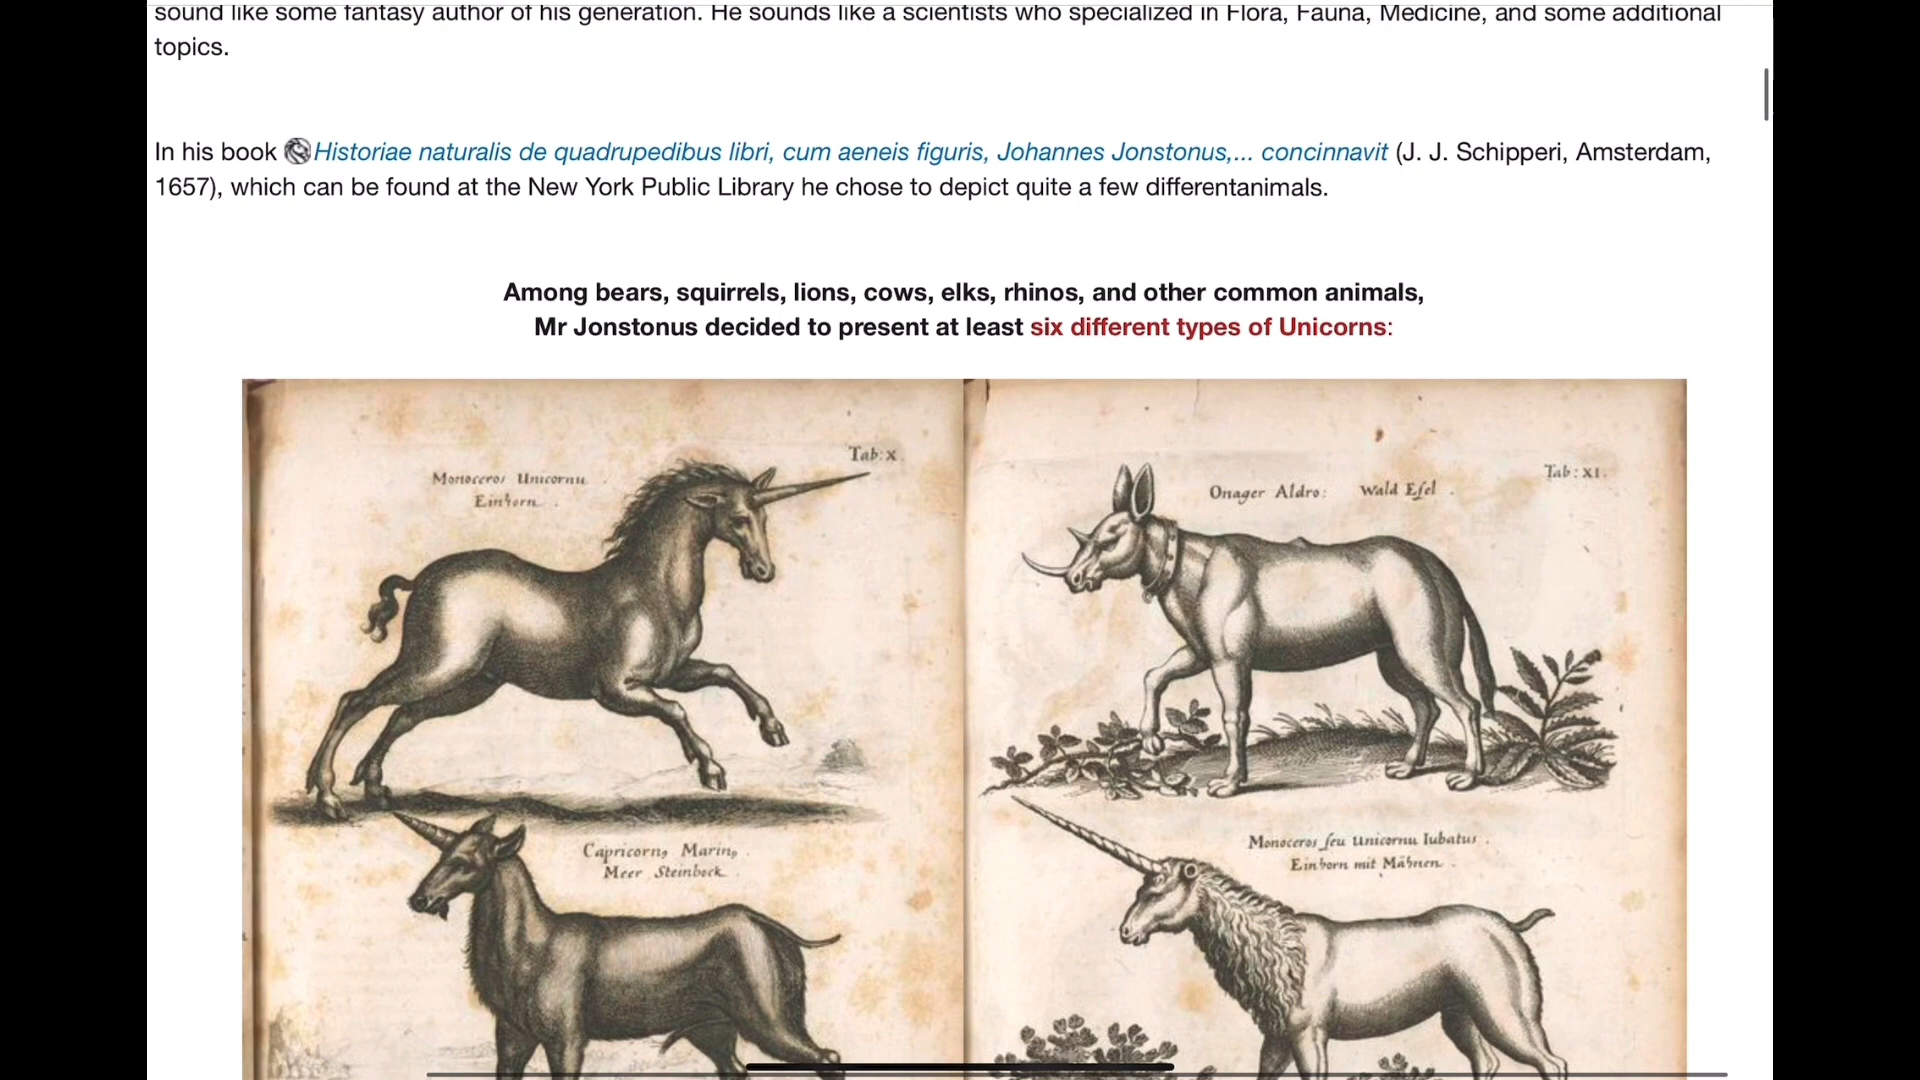 sound like some fantasy author of his generation. He sounds like a scientists who specialized in Flora, Fauna, Medicine, and some additional
topics.
In his book Historiae naturalis de quadrupedibus libri, cum aeneis figuris, Johannes Jonstonus,... concinnavit (J. J. Schipperi, Amsterdam,
1657), which can be found at the New York Public Library he chose to depict quite a few differentanimals.
Among bears, squirrels, lions, cows, elks, rhinos, and other common animals,
Mr Jonstonus decided to present at least six different types of Unicorns:
Tab: X.
Monoceros Unicornu
Einhorn.
Tab: XI.
Onager Aldro: Wald Esel.
Capricorn9 Marin9.
Meer Steinbock.
Monoceros seu Unicornu Iubatus.
Einhorn mit Mähnen.